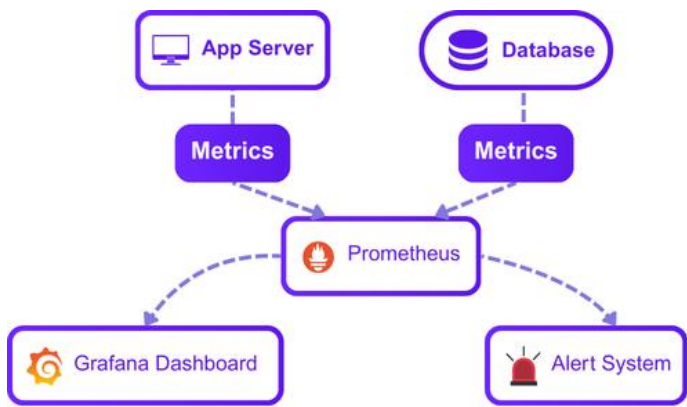 App Server
Database
Metrics
Metrics
Prometheus
Grafana Dashboard
Alert System